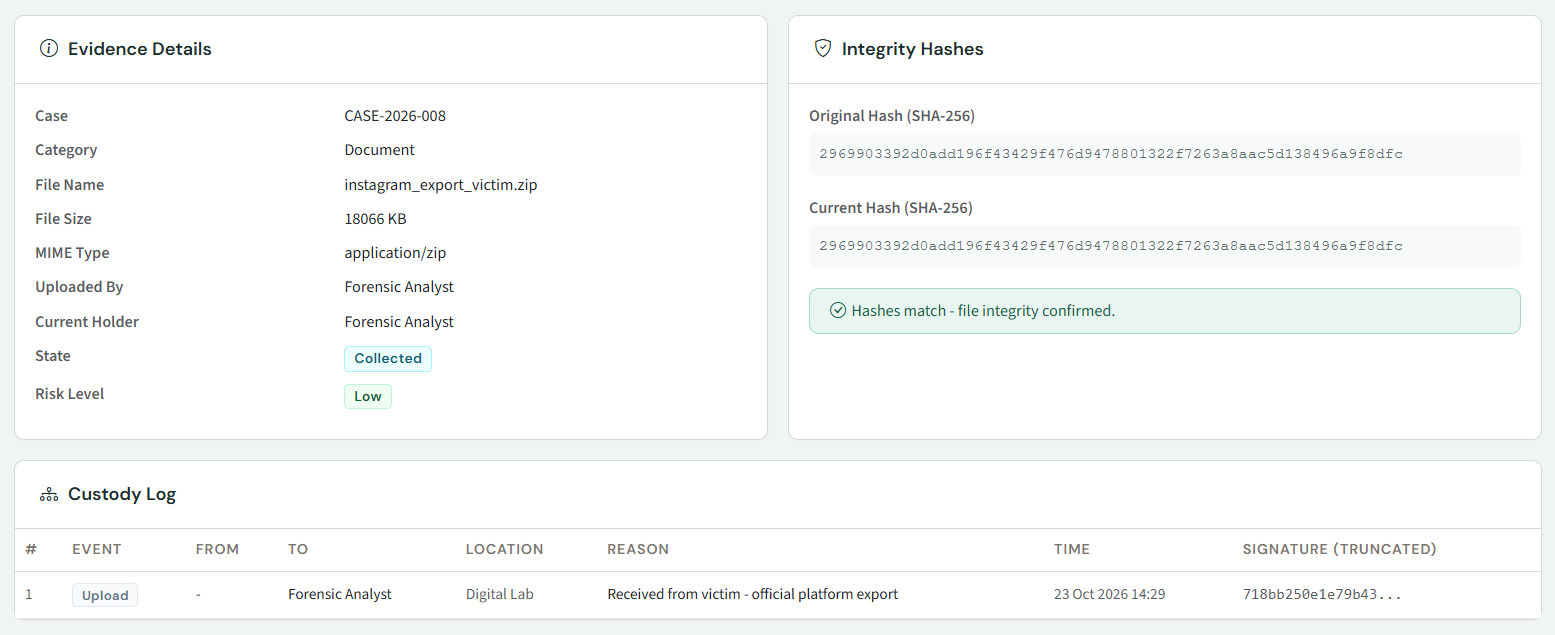 Evidence Details
Case CASE-2026-008
Category Document
File Name instagram_export_victim.zip
File Size 18066 KB
MIME Type application/zip
Uploaded By Forensic Analyst
Current Holder Forensic Analyst
State Collected
Risk Level Low
Integrity Hashes
Original Hash (SHA-256)
2969903392d0add196f43429f476d9478801322f7263a8aac5d138496a9f8dfc
Current Hash (SHA-256)
2969903392d0add196f43429f476d9478801322f7263a8aac5d138496a9f8dfc
Hashes match - file integrity confirmed.
Custody Log
# EVENT FROM TO LOCATION REASON TIME SIGNATURE (TRUNCATED)
1 Upload - Forensic Analyst Digital Lab Received from victim - official platform export 23 Oct 2026 14:29 718bb250e1e79b43...